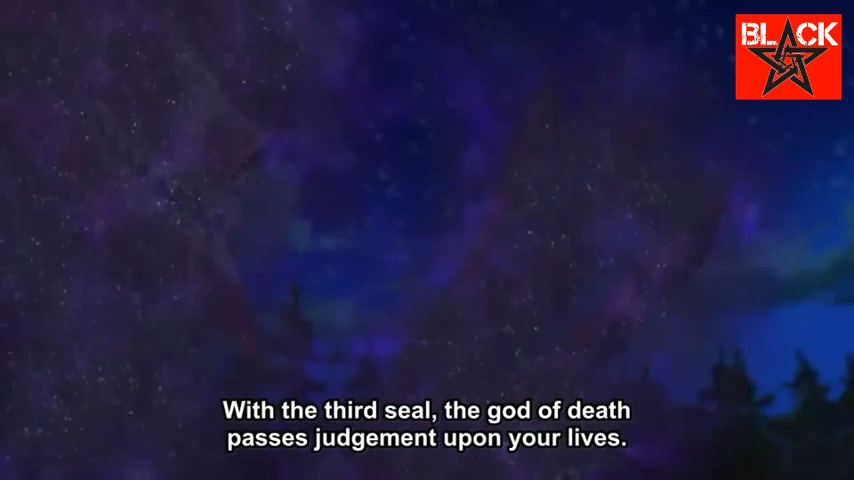 BLACK
With the third seal, the god of death
passes judgement upon your lives.